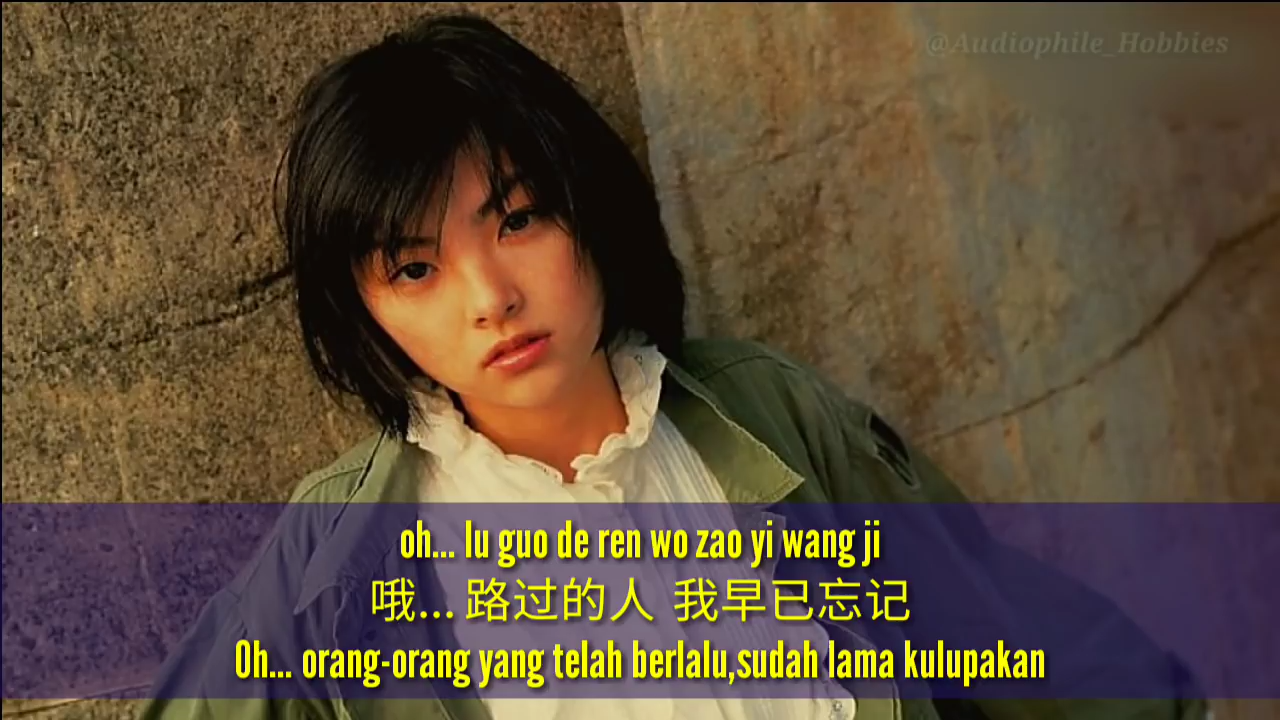 @Audiophile_Hobbies
oh... lu guo de ren wo zao yi wang ji
哦... 路过的人 我早已忘记
Oh... orang-orang yang telah berlalu,sudah lama kulupakan